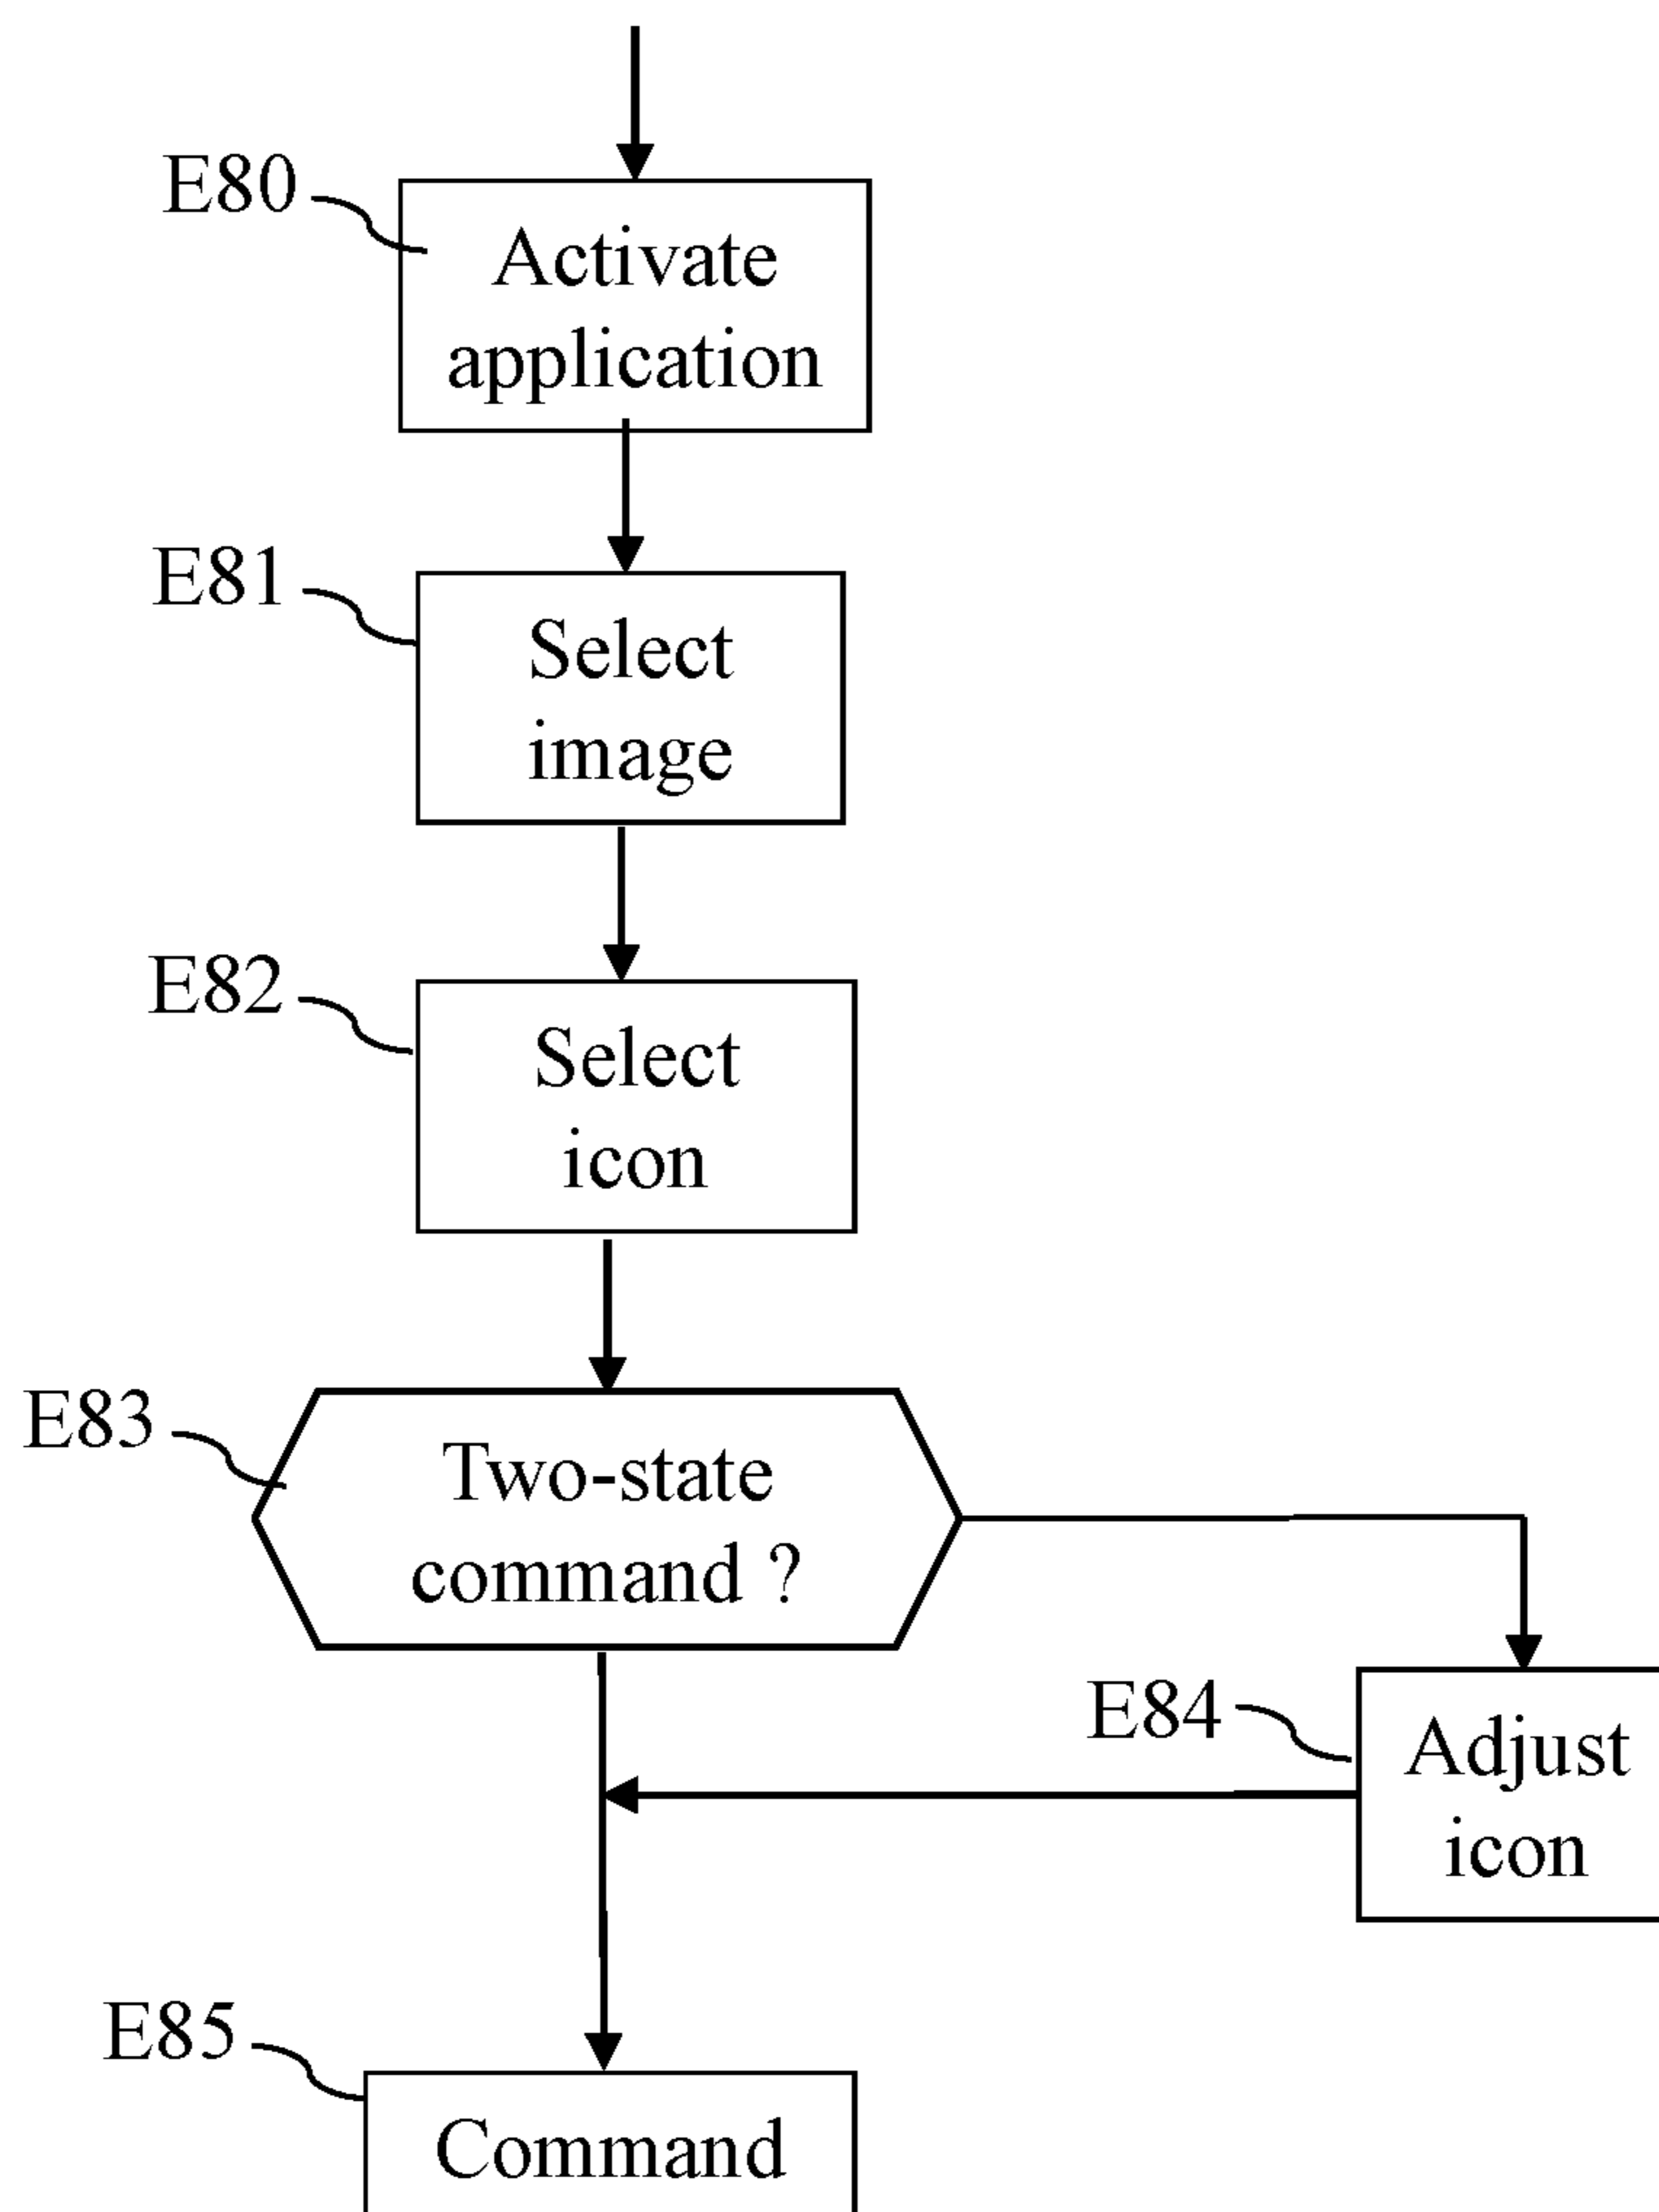 E80
Activate
application
E81
Select
image
E82
Select
icon
E83
Two-state
command ?
E84
Adjust
icon
E85
Command